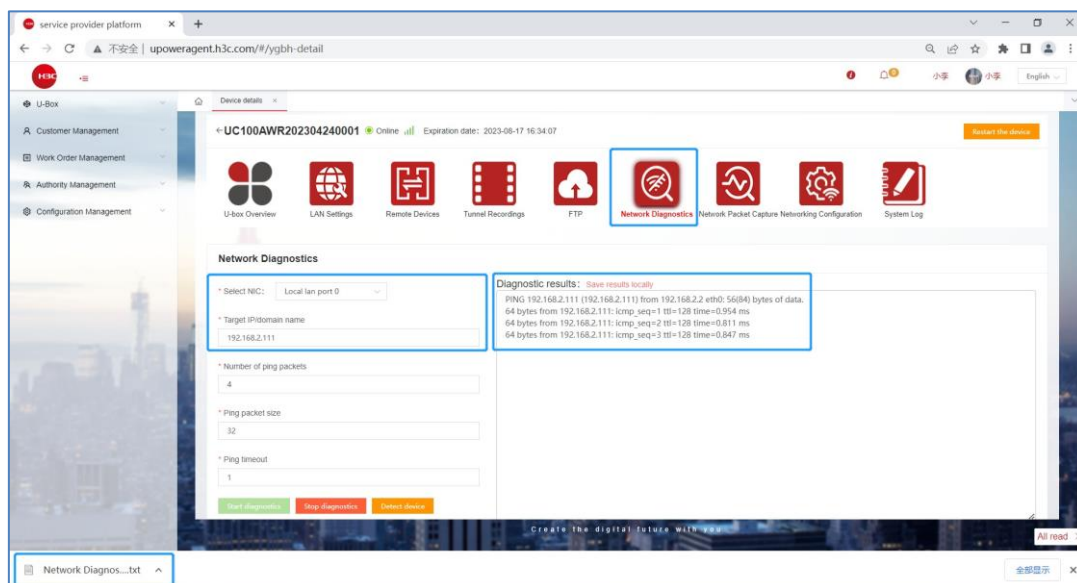 service provider platform
不安全 | upoweragent.h3c.com/#/ygbh-detail
H3C
小享
小享
English
U-Box
Customer Management
Work Order Management
Authority Management
Configuration Management
Device details
UC100AWR202304240001 Online Expiration date: 2023-08-17 16:34:07
Restart the device
U-box Overview
LAN Settings
Remote Devices
Tunnel Recordings
FTP
Network Diagnostics
Network Packet Capture
Networking Configuration
System Log
Network Diagnostics
* Select NIC: Local lan port 0
* Target IP/domain name
192.168.2.111
* Number of ping packets
4
* Ping packet size
32
* Ping timeout
1
Start diagnostics
Stop diagnostics
Detect device
Diagnostic results: Save results locally
PING 192.168.2.111 (192.168.2.111) from 192.168.2.2 eth0: 56(84) bytes of data.
64 bytes from 192.168.2.111: icmp_seq=1 ttl=128 time=0.954 ms
64 bytes from 192.168.2.111: icmp_seq=2 ttl=128 time=0.811 ms
64 bytes from 192.168.2.111: icmp_seq=3 ttl=128 time=0.847 ms
Create the digital future with you
All read
Network Diagnos....txt
全部显示